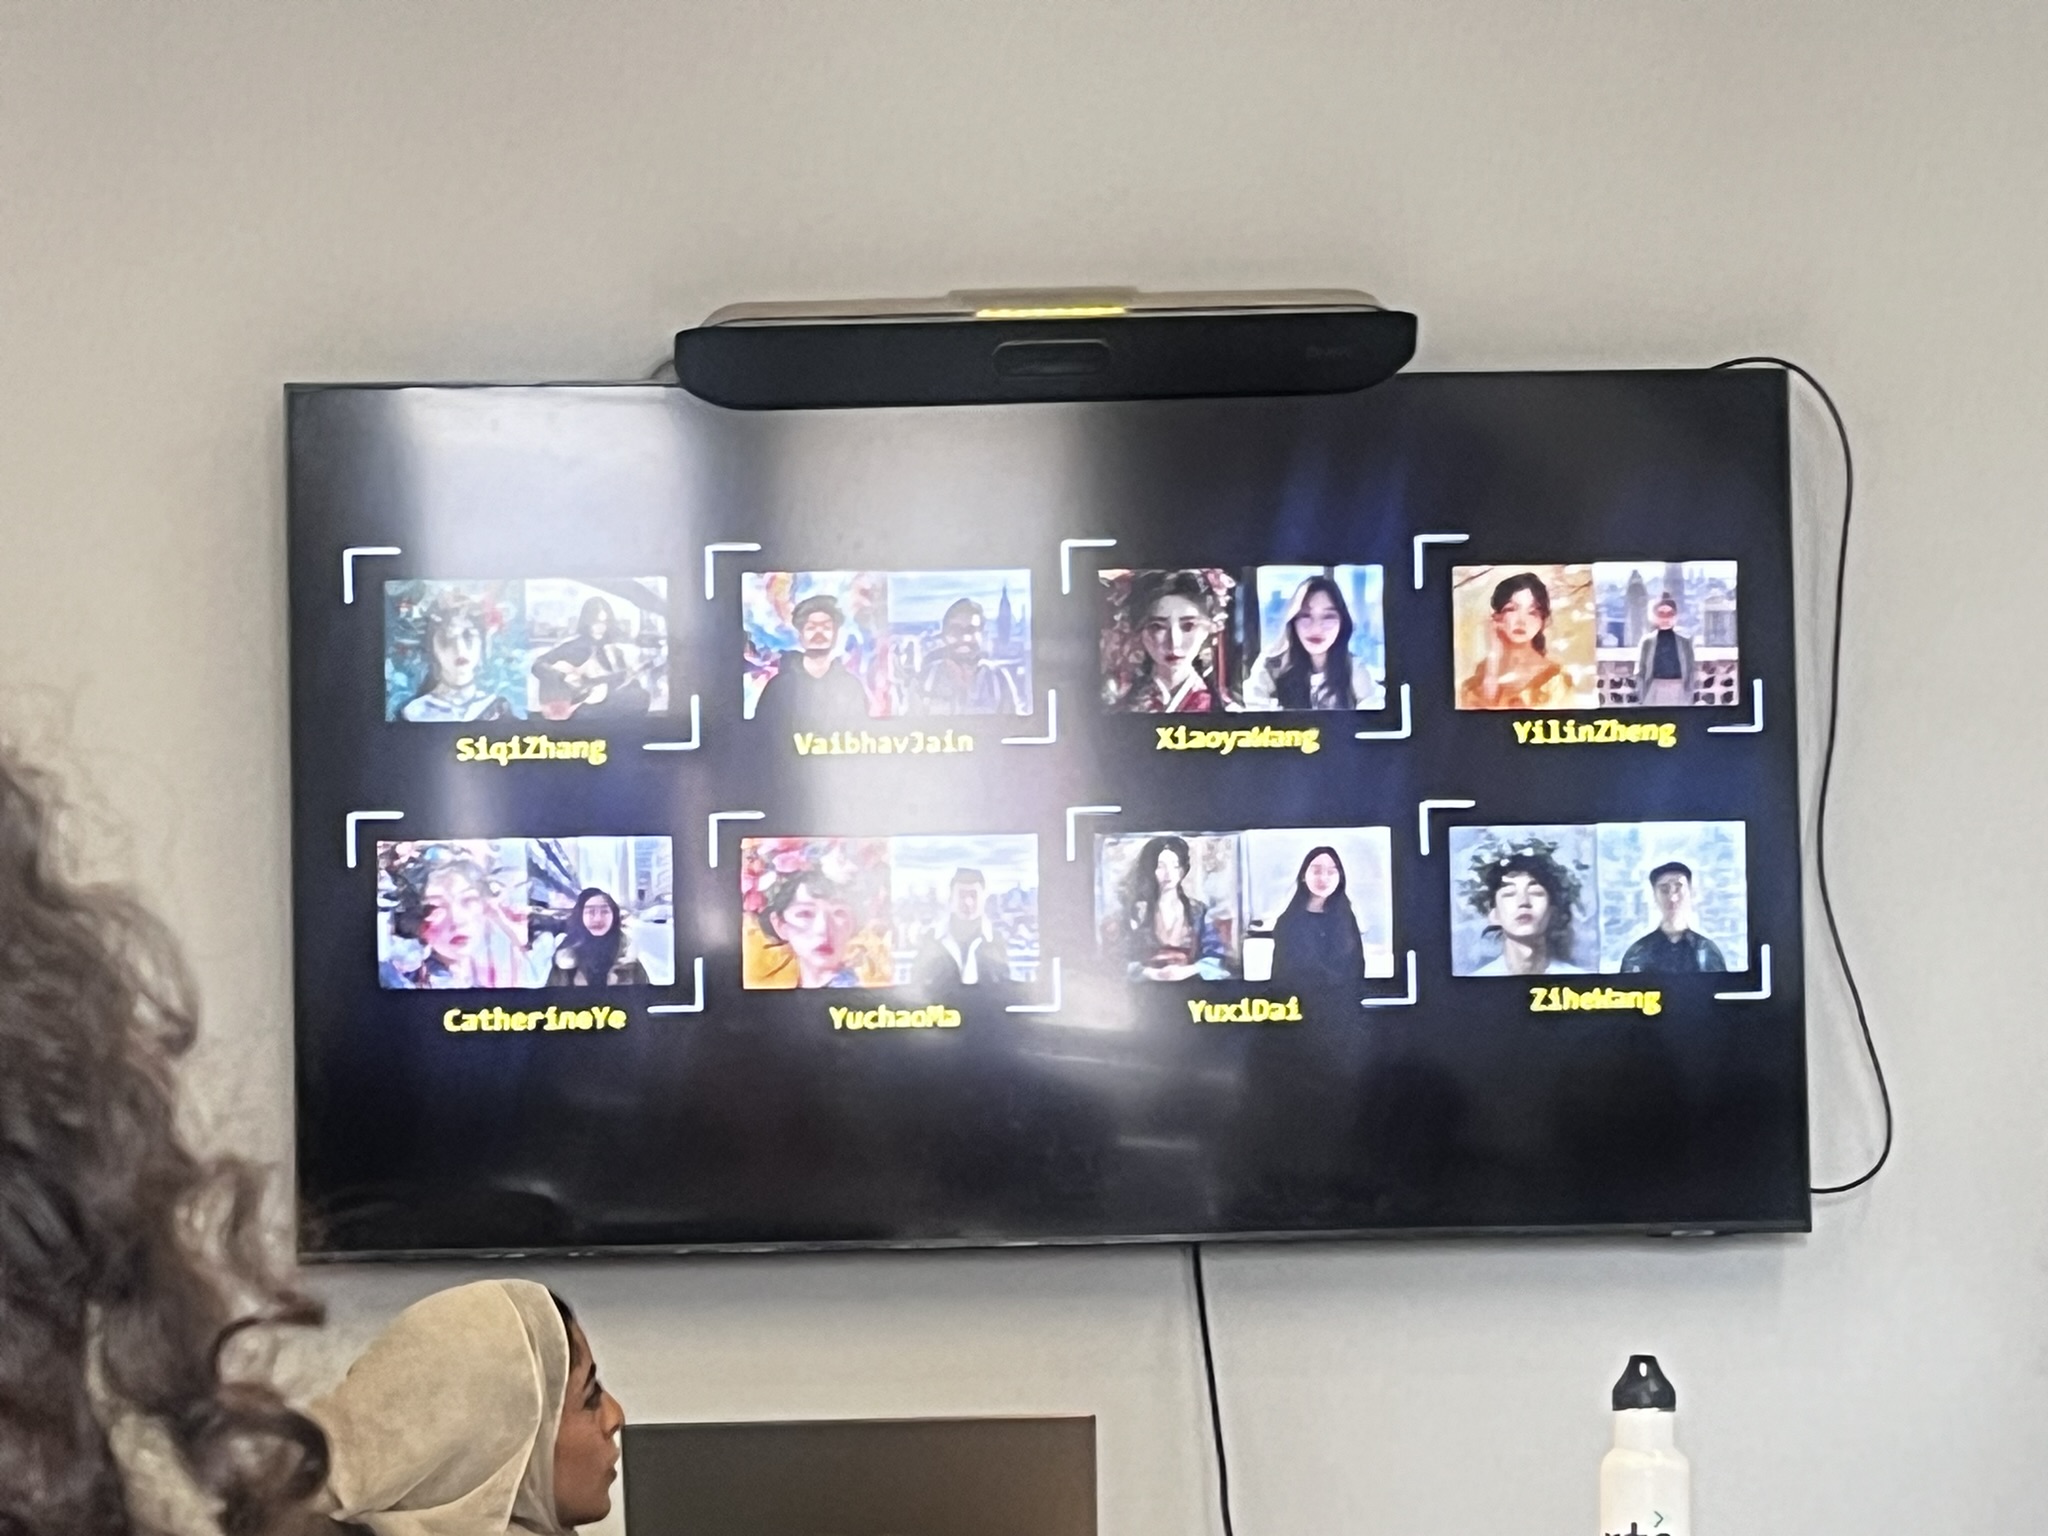 SiqiZhang
VaibhavJain
XiaoyaWang
YilinZheng
CatherineYe
YuchaoMa
YuxiDai
ZiheWang